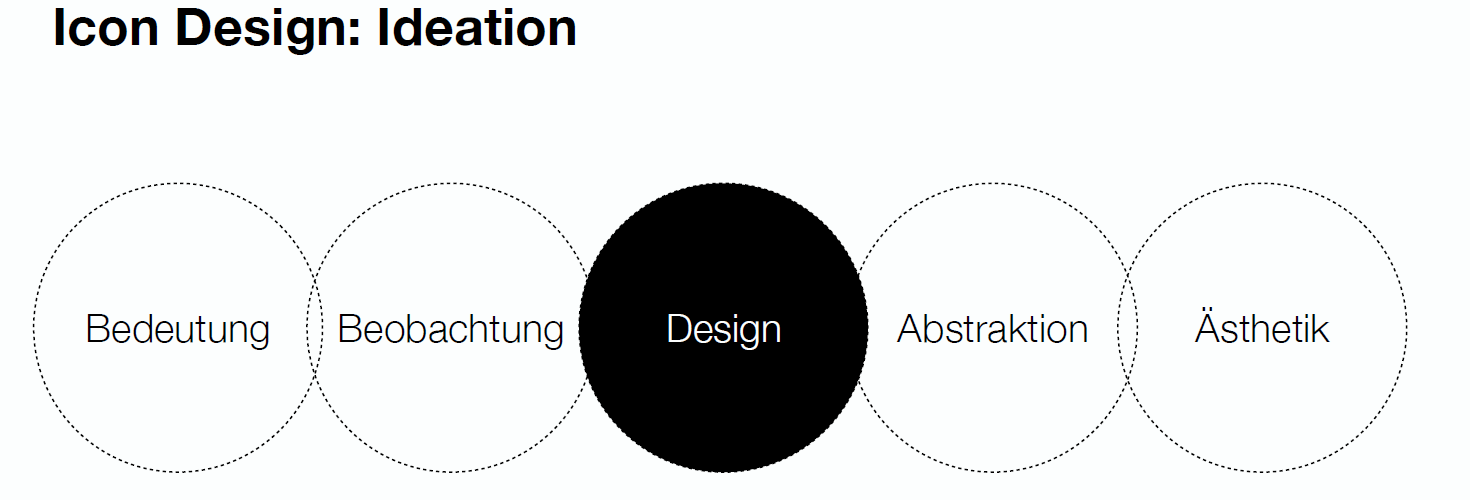 Icon Design: Ideation
Bedeutung
Beobachtung
Design
Abstraktion
Ästhetik